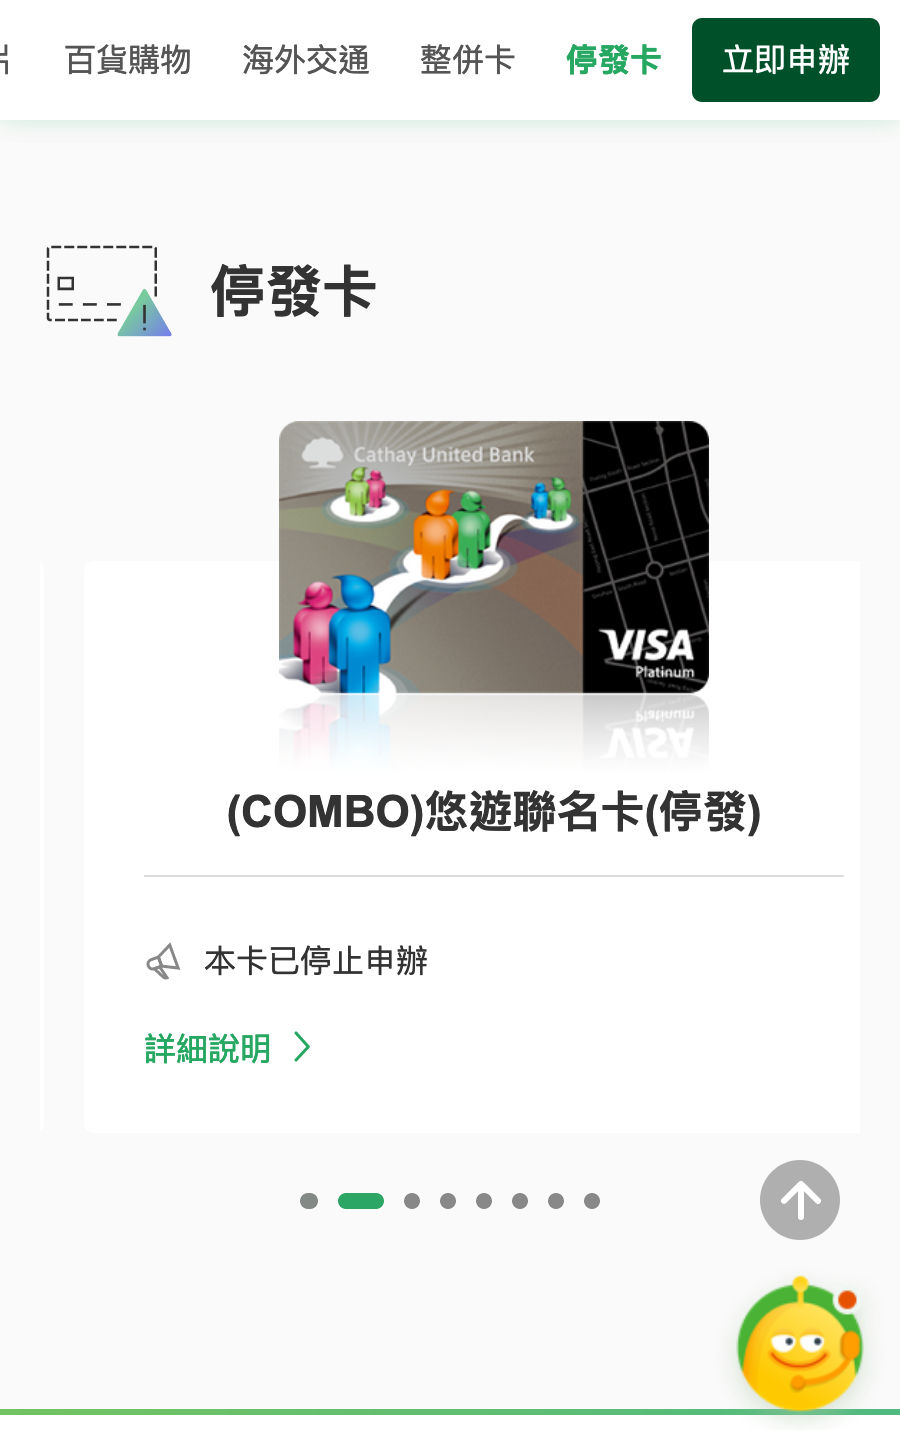 百貨購物
海外交通
整併卡
停發卡
立即申辦
停發卡
Cathay United Bank
VISA
Platinum
(COMBO)悠遊聯名卡(停發)
本卡已停止申辦
詳細說明